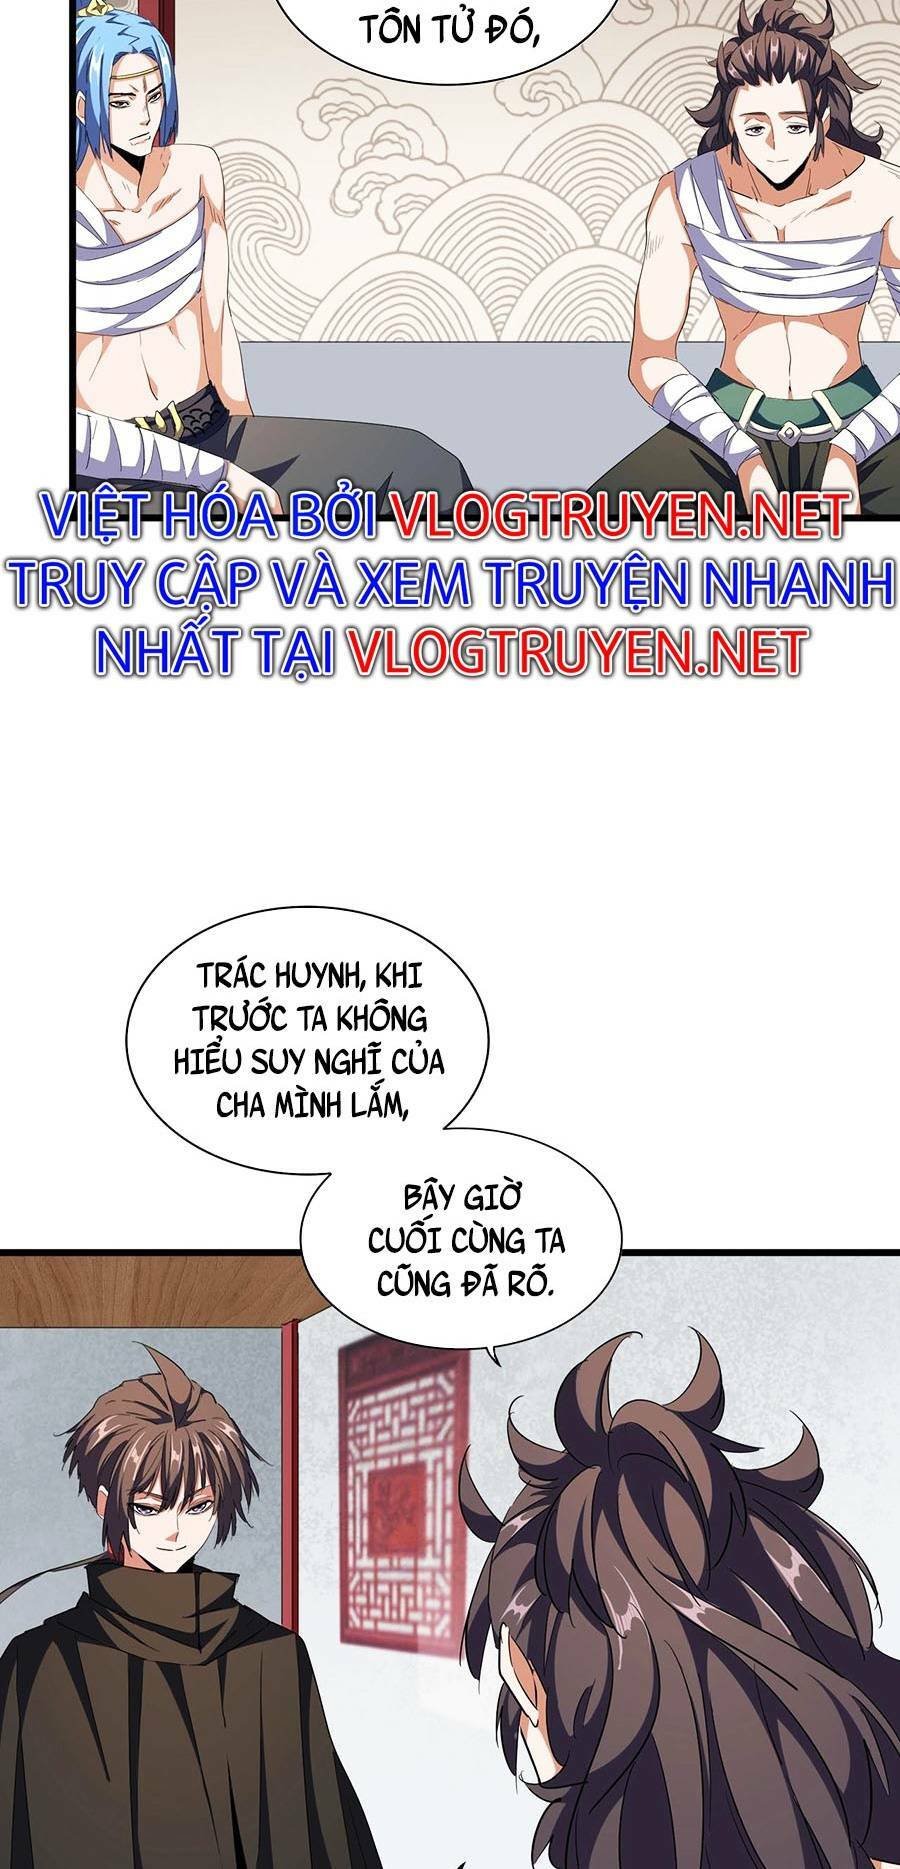 TÔN TỬ ĐÓ,
VIỆT HÓA BỞI VLOGTRUYEN.NET
TRUY CẬP VÀ XEM TRUYỆN NHANH
NHẤT TẠI VLOGTRUYEN.NET
TRÁC HUYNH, KHI
TRƯỚC TA KHÔNG
HIỂU SUY NGHĨ CỦA
CHA MÌNH LẮM,
BÂY GIỜ
CUỐI CÙNG TA
CŨNG ĐÃ RÕ.